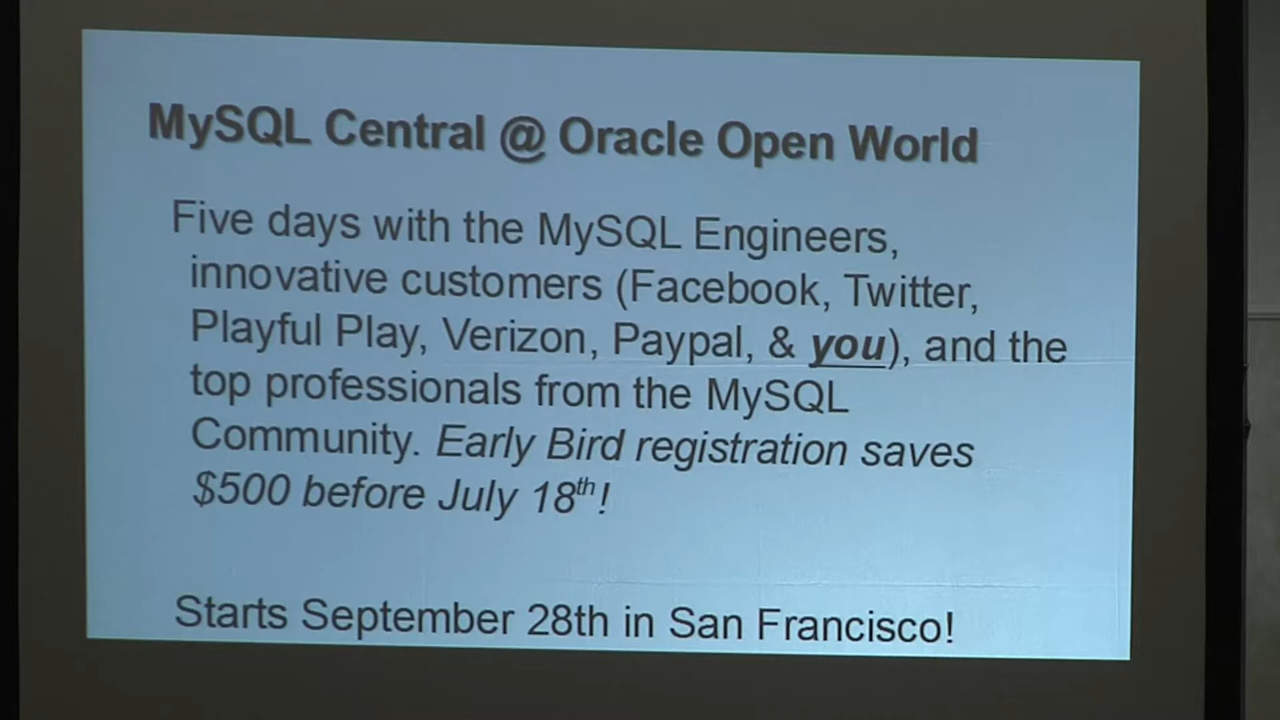 MySQL Central @ Oracle Open World
Five days with the MySQL Engineers,
innovative customers (Facebook, Twitter,
Playful Play, Verizon, Paypal, & you), and the
top professionals from the MySQL
Community. Early Bird registration saves
$500 before July 18th!
Starts September 28th in San Francisco!